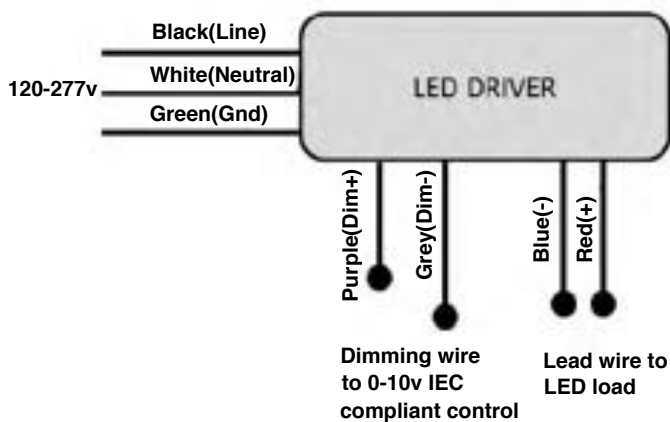 Black(Line)
White(Neutral)
120-277v
Green(Gnd)
LED DRIVER
Purple(Dim+)
Grey(Dim-)
Blue(-)
Red(+)
Dimming wire
to 0-10v IEC
compliant control
Lead wire to
LED load